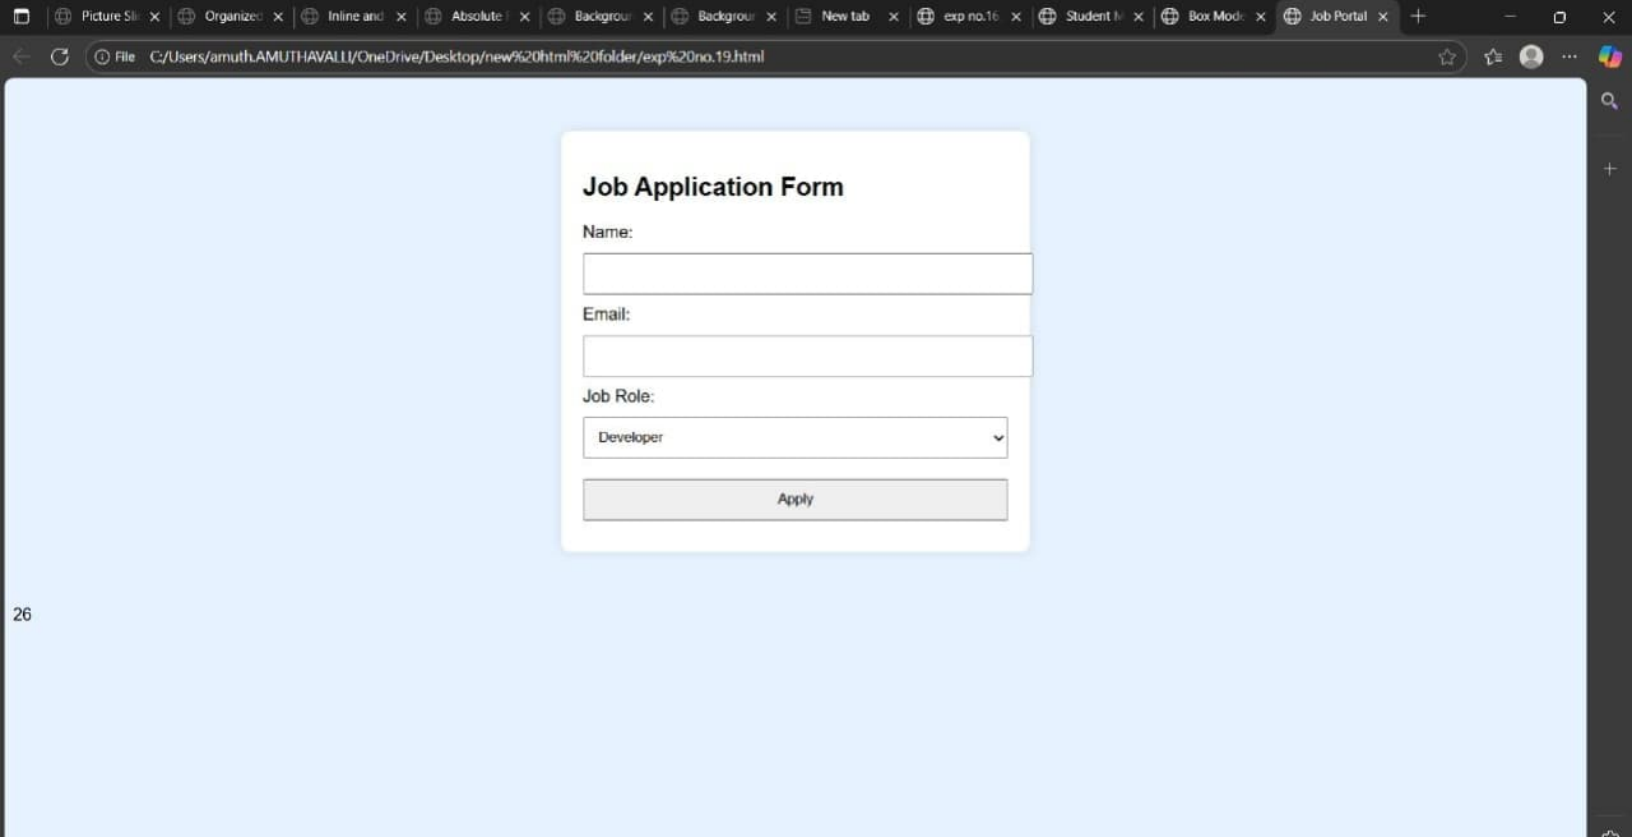 Picture Sli Organized Inline and Absolute Backgroun Backgroun New tab exp no.16 Student Box Mode Job Portal
File C:/Users/amuth.AMUTHAVALLI/OneDrive/Desktop/new%20html%20folder/exp%20no.19.html
Job Application Form
Name:
Email:
Job Role:
Developer
Apply
26